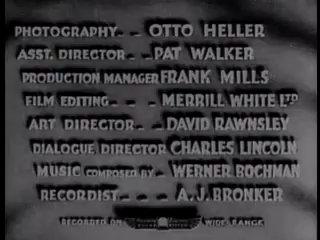 PHOTOGRAPHY - - OTTO HELLER
ASST. DIRECTOR - - PAT WALKER
PRODUCTION MANAGER FRANK MILLS
FILM EDITING - - - MERRILL WHITE LTD
ART DIRECTOR - - DAVID RAWNSLEY
DIALOGUE DIRECTOR CHARLES LINCOLN
MUSIC COMPOSED BY - WERNER BOCHMAN
RECORDIST - - - - A.J. BRONKER
RECORDED ON WIDE RANGE